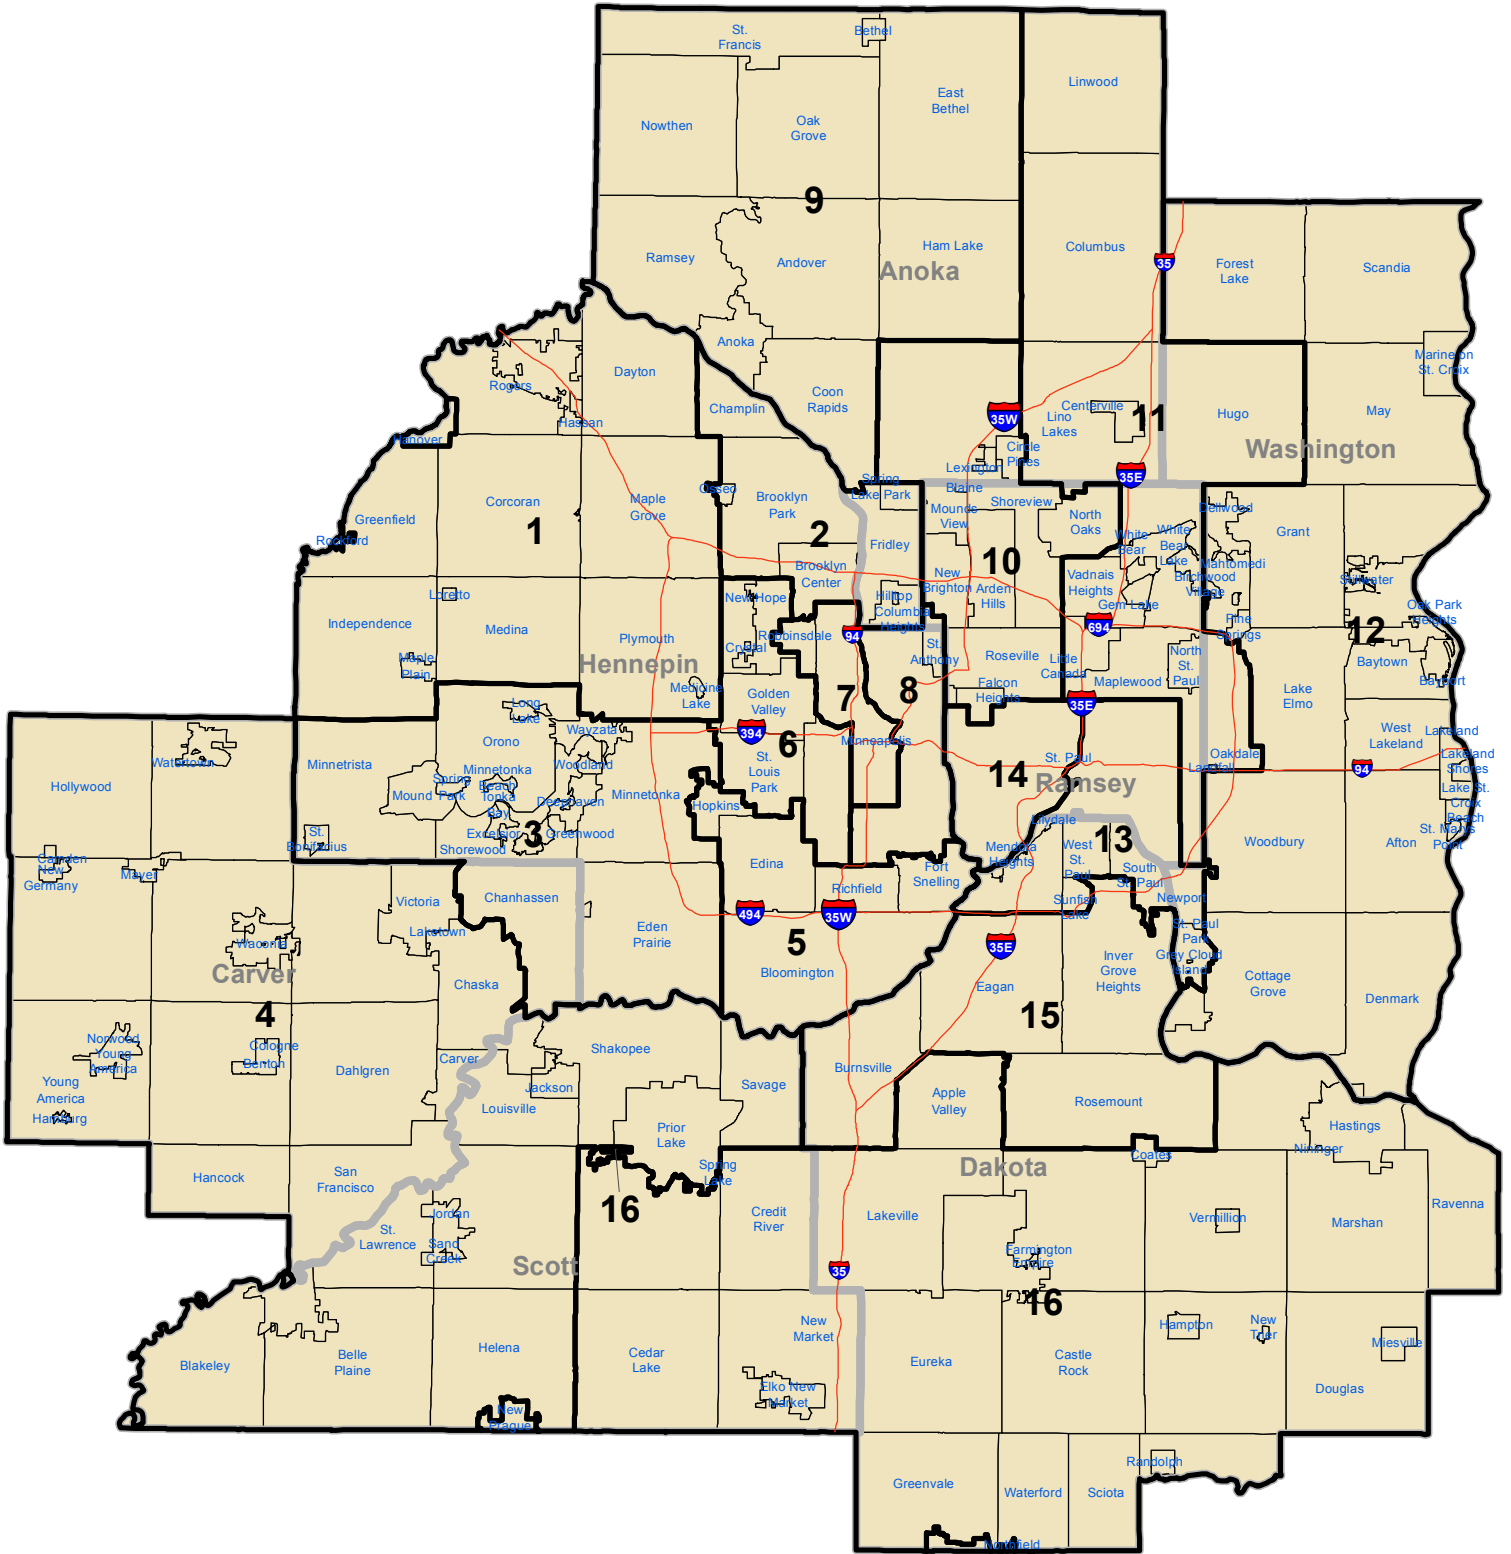 St.
Francis
Bethel
Linwood
East
Bethel
Nowthen
Oak
Grove
9
Ramsey
Andover
Ham Lake
Columbus
Anoka
35
Forest
Lake
Scandia
Anoka
Marine on
St. Croix
Rogers
Dayton
Coon
Rapids
Champlin
Hassan
Hanover
35W
Centerville
Lino
Lakes
11
Hugo
May
Washington
Circle
Pines
Lexington
35E
Blaine
Spring
Lake Park
Osseo
Brooklyn
Park
Corcoran
Maple
Grove
Greenfield
Rockford
1
2
Fridley
Mounds
View
Shoreview
North
Oaks
Dellwood
Grant
White
Bear
White
Bear
Lake
Mahtomedi
Birchwood
Village
10
Brooklyn
Center
New
Brighton
Arden
Hills
Vadnais
Heights
Gem Lake
Stillwater
Oak Park
Heights
Loretto
New Hope
Hilltop
Columbia
Heights
Independence
Medina
Plymouth
Robbinsdale
Crystal
94
694
Pine
Springs
12
Baytown
Bayport
Hennepin
Maple
Plain
St.
Anthony
Roseville
Little
Canada
North
St.
Paul
Maplewood
Medicine
Lake
Golden
Valley
7
8
Falcon
Heights
35E
Lake
Elmo
Long
Lake
Wayzata
394
6
Minneapolis
West
Lakeland
Lakeland
Lakeland
Shores
Orono
Woodland
St.
Louis
Park
St. Paul
Oakdale
Landfall
94
Hollywood
Watertown
Minnetrista
Minnetonka
Beach
Spring
Park
Mound
Tonka
Bay
Deephaven
Minnetonka
Hopkins
14
Ramsey
Lake St.
Croix
Beach
St. Marys
Point
St.
Bonifacius
Excelsior
3
Greenwood
Shorewood
Lilydale
13
Woodbury
Afton
Camden
New
Germany
Mayer
Edina
Fort
Snelling
Mendota
Heights
West
St.
Paul
South
St. Paul
Richfield
Victoria
Chanhassen
Sunfish
Lake
Newport
494
35W
Laketown
Waconia
Eden
Prairie
5
Bloomington
35E
St. Paul
Park
Grey Cloud
Island
Carver
Chaska
Eagan
Inver
Grove
Heights
Cottage
Grove
Denmark
4
15
Norwood
Young
America
Cologne
Benton
Carver
Shakopee
Dahlgren
Jackson
Savage
Burnsville
Young
America
Hamburg
Louisville
Apple
Valley
Rosemount
Prior
Lake
Hastings
Nininger
Coates
Dakota
Hancock
San
Francisco
Spring
Lake
16
Jordan
St.
Lawrence
Sand
Creek
Credit
River
Lakeville
Vermillion
Marshan
Ravenna
Scott
35
Farmington
Empire
16
New
Market
Hampton
New
Trier
Miesville
Blakeley
Belle
Plaine
Helena
Cedar
Lake
Eureka
Castle
Rock
Douglas
Elko New
Market
New
Prague
Randolph
Greenvale
Waterford
Sciota
Northfield